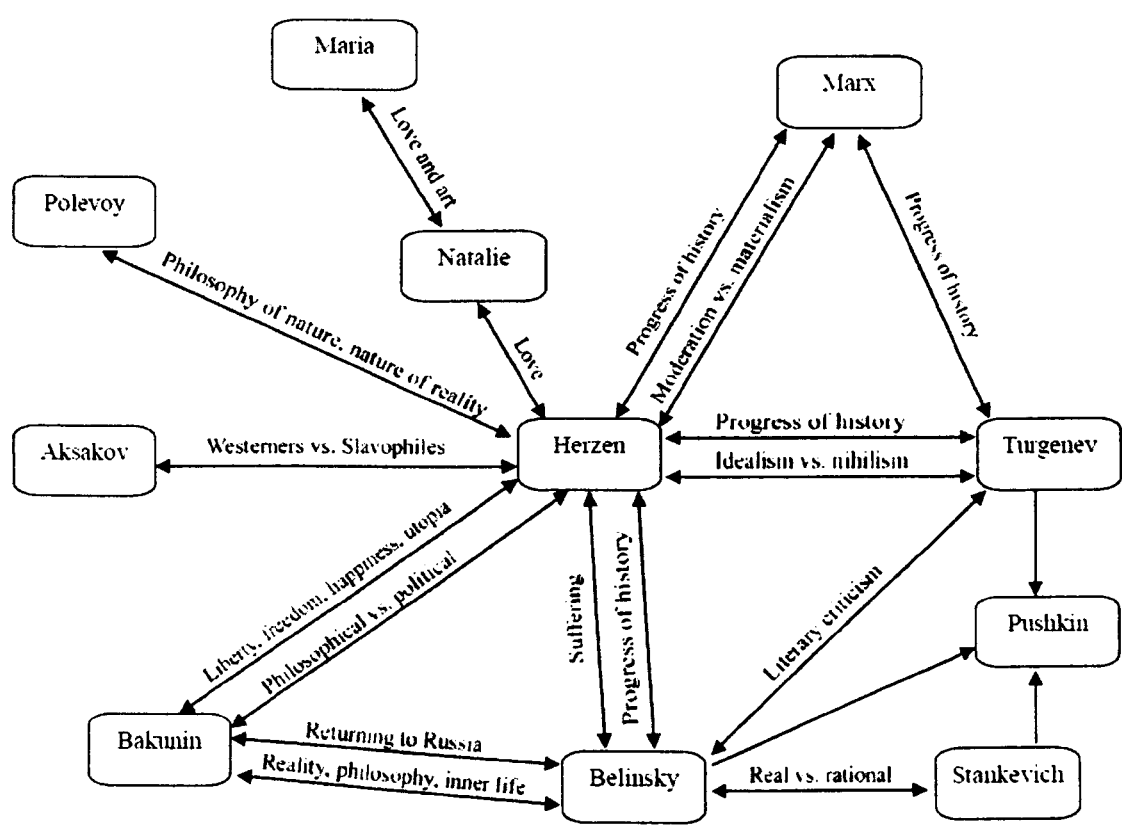 Maria
Marx
Love and art
Polevoy
Natalie
Philosophy of nature, nature of reality
Love
Progress of history
Moderation vs. materialism
Progress of history
Aksakov
Westerners vs. Slavophiles
Herzen
Progress of history
Idealism vs. nihilism
Turgenev
Liberty, freedom, happiness, utopia
Philosophical vs. political
Suffering
Progress of history
Literary criticism
Pushkin
Bakunin
Returning to Russia
Reality, philosophy, inner life
Belinsky
Real vs. rational
Stankevich